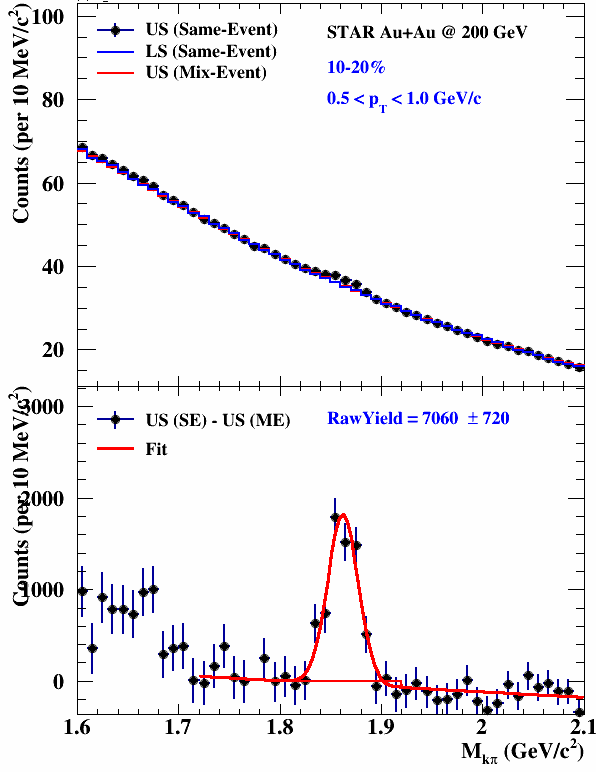 US (Same-Event)
LS (Same-Event)
US (Mix-Event)
STAR Au+Au @ 200 GeV
10-20%
0.5 < p_T < 1.0 GeV/c
Counts (per 10 MeV/c²)
100
80
60
40
20
US (SE) - US (ME)
Fit
RawYield = 7060 ± 720
Counts (per 10 MeV/c²)
3000
2000
1000
0
1.6 1.7 1.8 1.9 2 2.1
M_kπ (GeV/c²)